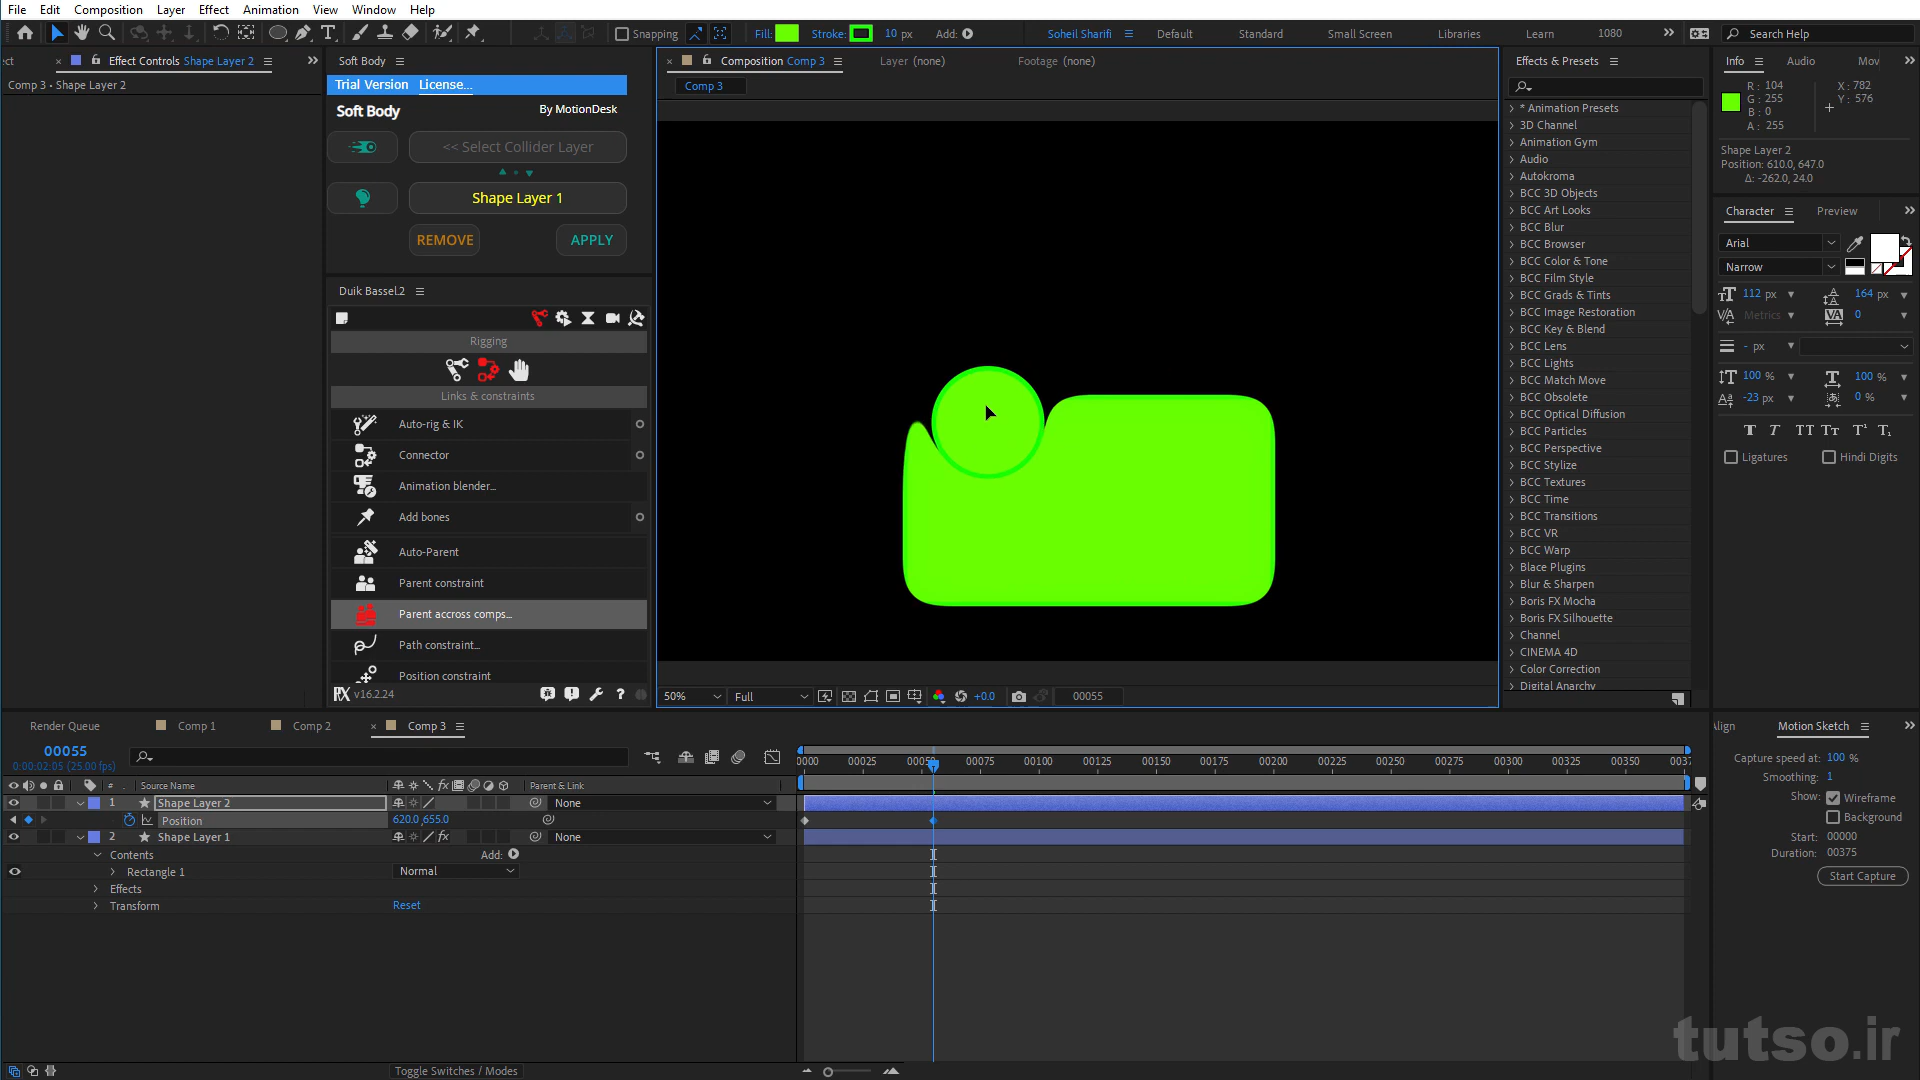 File Edit Composition Layer Effect Animation View Window Help
Snapping Fill: Stroke: 10 px Add: Soheil Sharifi Default Standard Small Screen Libraries Learn 1080 Search Help
Effect Controls Shape Layer 2
Comp 3 • Shape Layer 2
Soft Body
Trial Version License...
Soft Body By MotionDesk
<< Select Collider Layer
Shape Layer 1
REMOVE APPLY
Duik Bassel.2
Rigging
Links & constraints
Auto-rig & IK
Connector
Animation blender...
Add bones
Auto-Parent
Parent constraint
Parent accross comps...
Path constraint...
Position constraint
v16.2.24
Composition Comp 3 Layer (none) Footage (none)
Comp 3
50% Full +0.0 00055
Effects & Presets
* Animation Presets
3D Channel
Animation Gym
Audio
Autokroma
BCC 3D Objects
BCC Art Looks
BCC Blur
BCC Browser
BCC Color & Tone
BCC Film Style
BCC Grads & Tints
BCC Image Restoration
BCC Key & Blend
BCC Lens
BCC Lights
BCC Match Move
BCC Obsolete
BCC Optical Diffusion
BCC Particles
BCC Perspective
BCC Stylize
BCC Textures
BCC Time
BCC Transitions
BCC VR
BCC Warp
Blace Plugins
Blur & Sharpen
Boris FX Mocha
Boris FX Silhouette
Channel
CINEMA 4D
Color Correction
Digital Anarchy
Info Audio Mov
R: 104 X: 782
G: 255 Y: 576
B: 0
A: 255
Shape Layer 2
Position: 610.0, 647.0
Δ: -262.0, 24.0
Character Preview
Arial
Narrow
112 px 164 px
Metrics 0
- px
100 % 100 %
-23 px 0 %
Ligatures Hindi Digits
Render Queue Comp 1 Comp 2 Comp 3
00055
0:00:02:05 (25.00 fps)
# Source Name Parent & Link
1 Shape Layer 2 None
Position 620.0,655.0
2 Shape Layer 1 None
Contents Add:
Rectangle 1 Normal
Effects
Transform Reset
Toggle Switches / Modes
0000 00025 00075 00100 00125 00150 00175 00200 00225 00250 00275 00300 00325 00350
Motion Sketch
Capture speed at: 100 %
Smoothing: 1
Show: Wireframe
Background
Start: 00000
Duration: 00375
Start Capture
tutso.ir